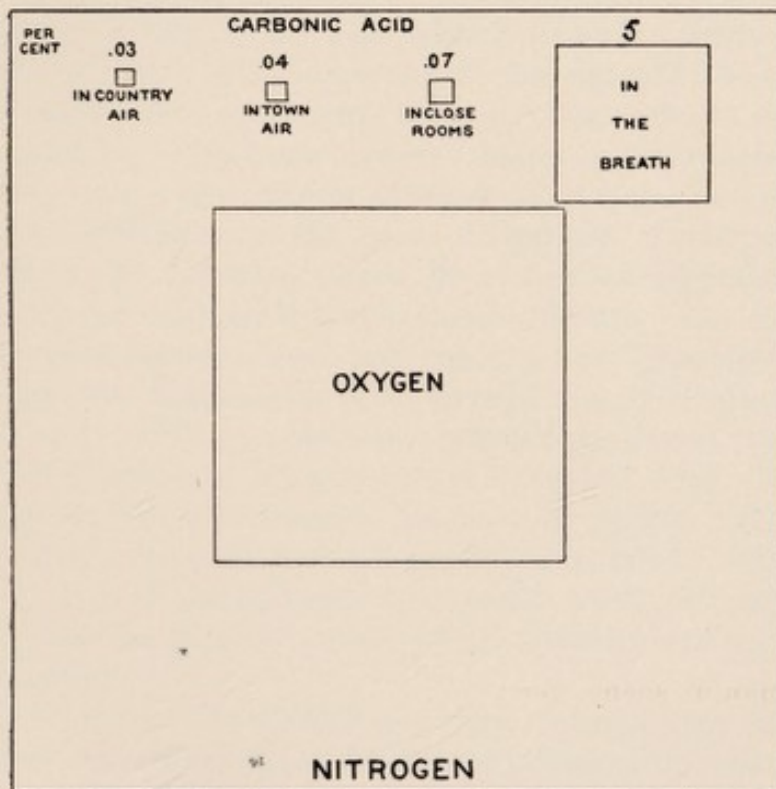 CARBONIC ACID
PER
CENT
.03
IN COUNTRY
AIR
.04
IN TOWN
AIR
.07
IN CLOSE
ROOMS
5
IN
THE
BREATH
OXYGEN
NITROGEN